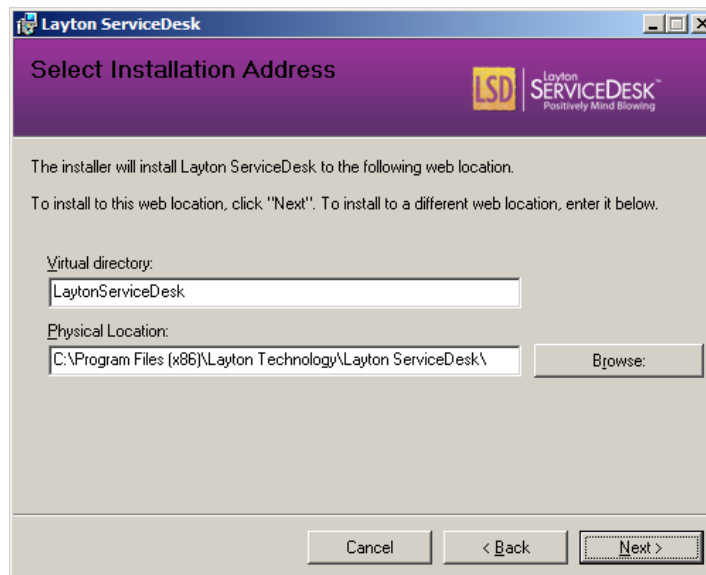 Layton ServiceDesk
Select Installation Address
LSD
Layton
SERVICEDESK™
Positively Mind Blowing
The installer will install Layton ServiceDesk to the following web location.
To install to this web location, click "Next". To install to a different web location, enter it below.
Virtual directory:
LaytonServiceDesk
Physical Location:
C:\Program Files (x86)\Layton Technology\Layton ServiceDesk\
Browse:
Cancel
< Back
Next >